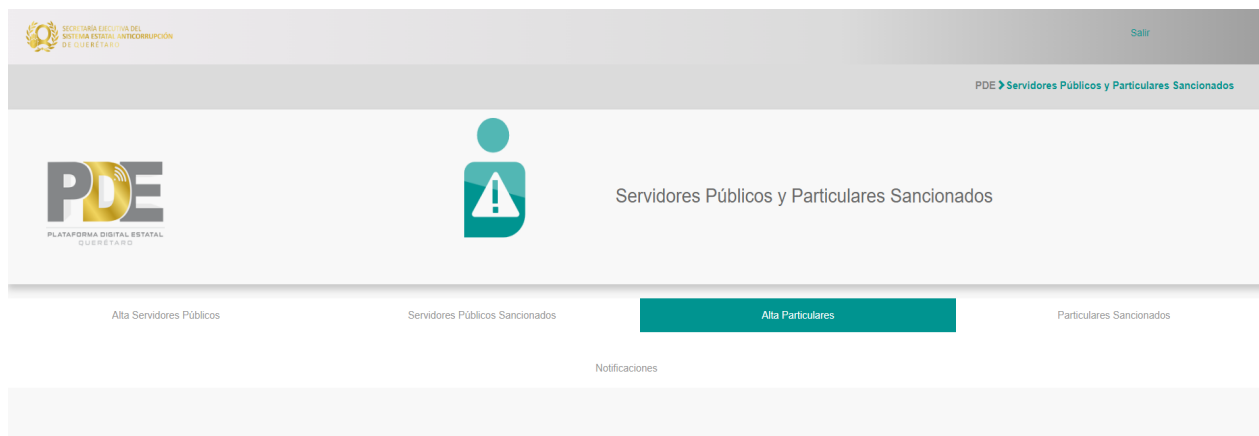 SECRETARÍA EJECUTIVA DEL
SISTEMA ESTATAL ANTICORRUPCIÓN
DE QUERÉTARO
Salir
PDE > Servidores Públicos y Particulares Sancionados
PDE
PLATAFORMA DIGITAL ESTATAL
QUERÉTARO
Servidores Públicos y Particulares Sancionados
Alta Servidores Públicos
Servidores Públicos Sancionados
Alta Particulares
Particulares Sancionados
Notificaciones